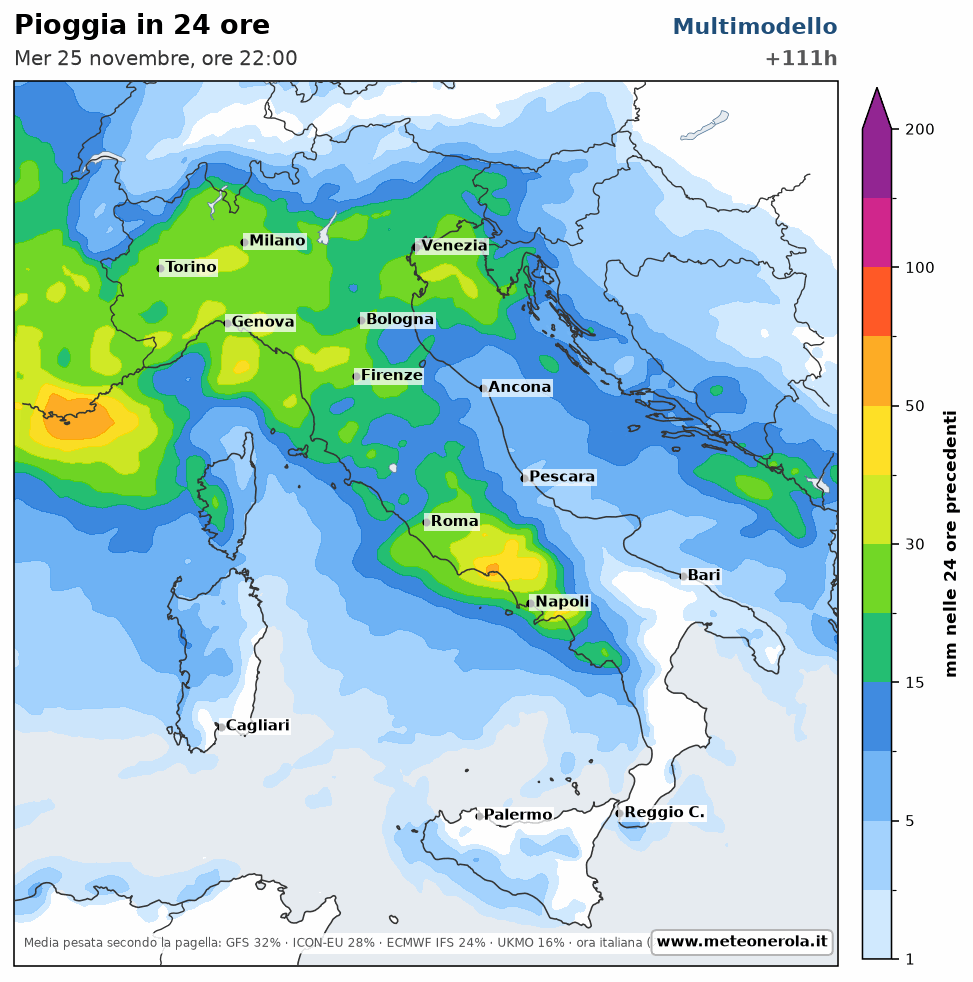 Pioggia in 24 ore
Multimodello
Mer 25 novembre, ore 22:00
+111h
Milano
Venezia
Torino
Genova
Bologna
Firenze
Ancona
Pescara
Roma
Bari
Napoli
Cagliari
Palermo
Reggio C.
200
100
50
30
15
5
1
mm nelle 24 ore precedenti
Media pesata secondo la pagella: GFS 32% · ICON-EU 28% · ECMWF IFS 24% · UKMO 16% · ora italiana (
www.meteonerola.it